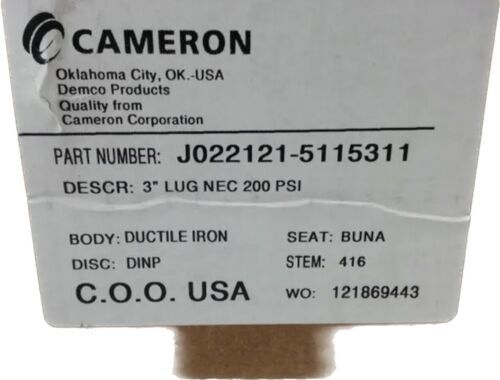 CAMERON
Oklahoma City, OK.-USA
Demco Products
Quality from
Cameron Corporation
PART NUMBER: J022121-5115311
DESCR: 3" LUG NEC 200 PSI
BODY: DUCTILE IRON SEAT: BUNA
DISC: DINP STEM: 416
C.O.O. USA WO: 121869443